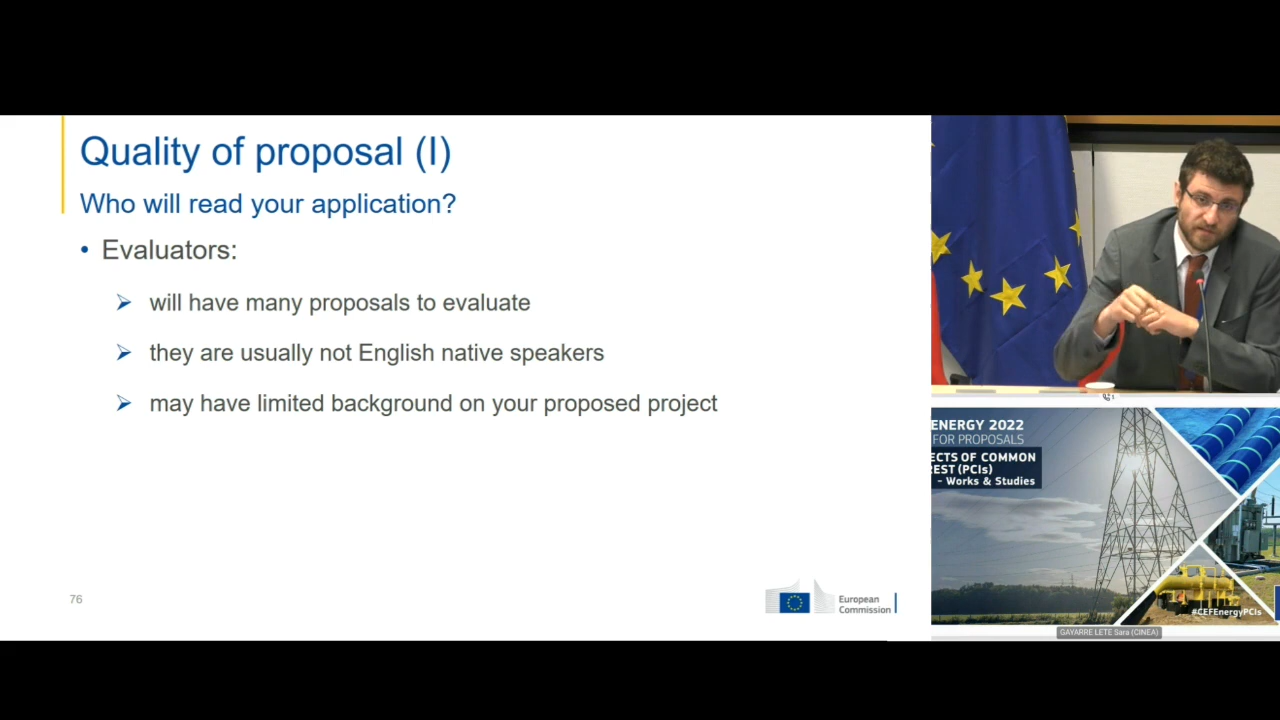 Quality of proposal (I)
Who will read your application?
• Evaluators:
➢ will have many proposals to evaluate
➢ they are usually not English native speakers
➢ may have limited background on your proposed project
76
European
Commission
1
ENERGY 2022
FOR PROPOSALS
ECTS OF COMMON
REST (PCIs)
- Works & Studies
#CEFEnergyPCIs
GAYARRE LETE Sara (CINEA)